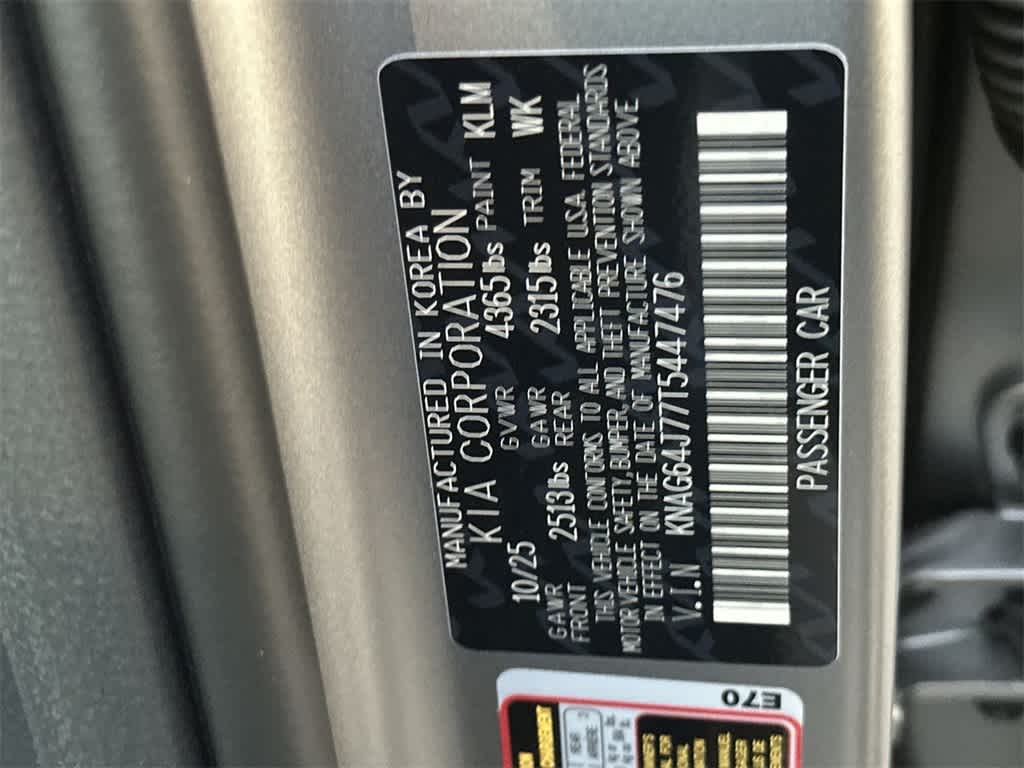 MANUFACTURED IN KOREA BY
KIA CORPORATION
10/25 GVWR 4365lbs PAINT KLM
GAWR FRONT 2513lbs GAWR REAR 2315lbs TRIM WK
THIS VEHICLE CONFORMS TO ALL APPLICABLE U.S.A. FEDERAL
MOTOR VEHICLE SAFETY, BUMPER, AND THEFT PREVENTION STANDARDS
IN EFFECT ON THE DATE OF MANUFACTURE SHOWN ABOVE
V.I.N KNAG64J77T5447476
PASSENGER CAR
E70
REAR